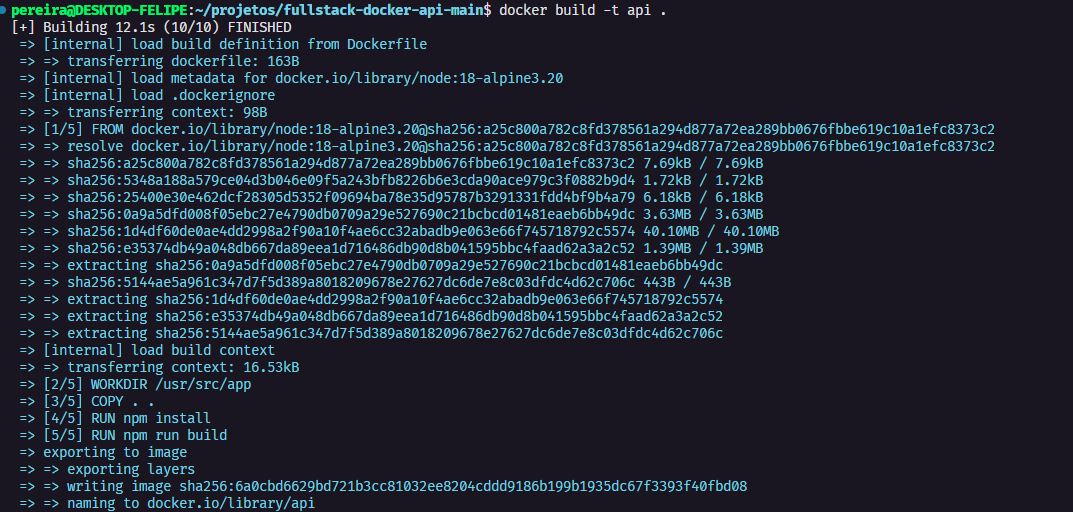 pereira@DESKTOP-FELIPE:~/projetos/fullstack-docker-api-main$ docker build -t api .
[+] Building 12.1s (10/10) FINISHED
=> [internal] load build definition from Dockerfile
=> => transferring dockerfile: 163B
=> [internal] load metadata for docker.io/library/node:18-alpine3.20
=> [internal] load .dockerignore
=> => transferring context: 98B
=> [1/5] FROM docker.io/library/node:18-alpine3.20@sha256:a25c800a782c8fd378561a294d877a72ea289bb0676fbbe619c10a1efc8373c2
=> => resolve docker.io/library/node:18-alpine3.20@sha256:a25c800a782c8fd378561a294d877a72ea289bb0676fbbe619c10a1efc8373c2
=> => sha256:a25c800a782c8fd378561a294d877a72ea289bb0676fbbe619c10a1efc8373c2 7.69kB / 7.69kB
=> => sha256:5348a188a579ce04d3b046e09f5a243bfb8226b6e3cda90ace979c3f0882b9d4 1.72kB / 1.72kB
=> => sha256:25400e30e462dcf28305d5352f09694ba78e35d95787b3291331fdd4bf9b4a79 6.18kB / 6.18kB
=> => sha256:0a9a5dfd008f05ebc27e4790db0709a29e527690c21bcbcd01481eaeb6bb49dc 3.63MB / 3.63MB
=> => sha256:1d4df60de0ae4dd2998a2f90a10f4ae6cc32abadb9e063e66f745718792c5574 40.10MB / 40.10MB
=> => sha256:e35374db49a048db667da89eea1d716486db90d8b041595bbc4faad62a3a2c52 1.39MB / 1.39MB
=> => extracting sha256:0a9a5dfd008f05ebc27e4790db0709a29e527690c21bcbcd01481eaeb6bb49dc
=> => sha256:5144ae5a961c347d7f5d389a8018209678e27627dc6de7e8c03dfdc4d62c706c 443B / 443B
=> => extracting sha256:1d4df60de0ae4dd2998a2f90a10f4ae6cc32abadb9e063e66f745718792c5574
=> => extracting sha256:e35374db49a048db667da89eea1d716486db90d8b041595bbc4faad62a3a2c52
=> => extracting sha256:5144ae5a961c347d7f5d389a8018209678e27627dc6de7e8c03dfdc4d62c706c
=> [internal] load build context
=> => transferring context: 16.53kB
=> [2/5] WORKDIR /usr/src/app
=> [3/5] COPY . .
=> [4/5] RUN npm install
=> [5/5] RUN npm run build
=> exporting to image
=> => exporting layers
=> => writing image sha256:6a0cbd6629bd721b3cc81032ee8204cddd9186b199b1935dc67f3393f40fbd08
=> => naming to docker.io/library/api